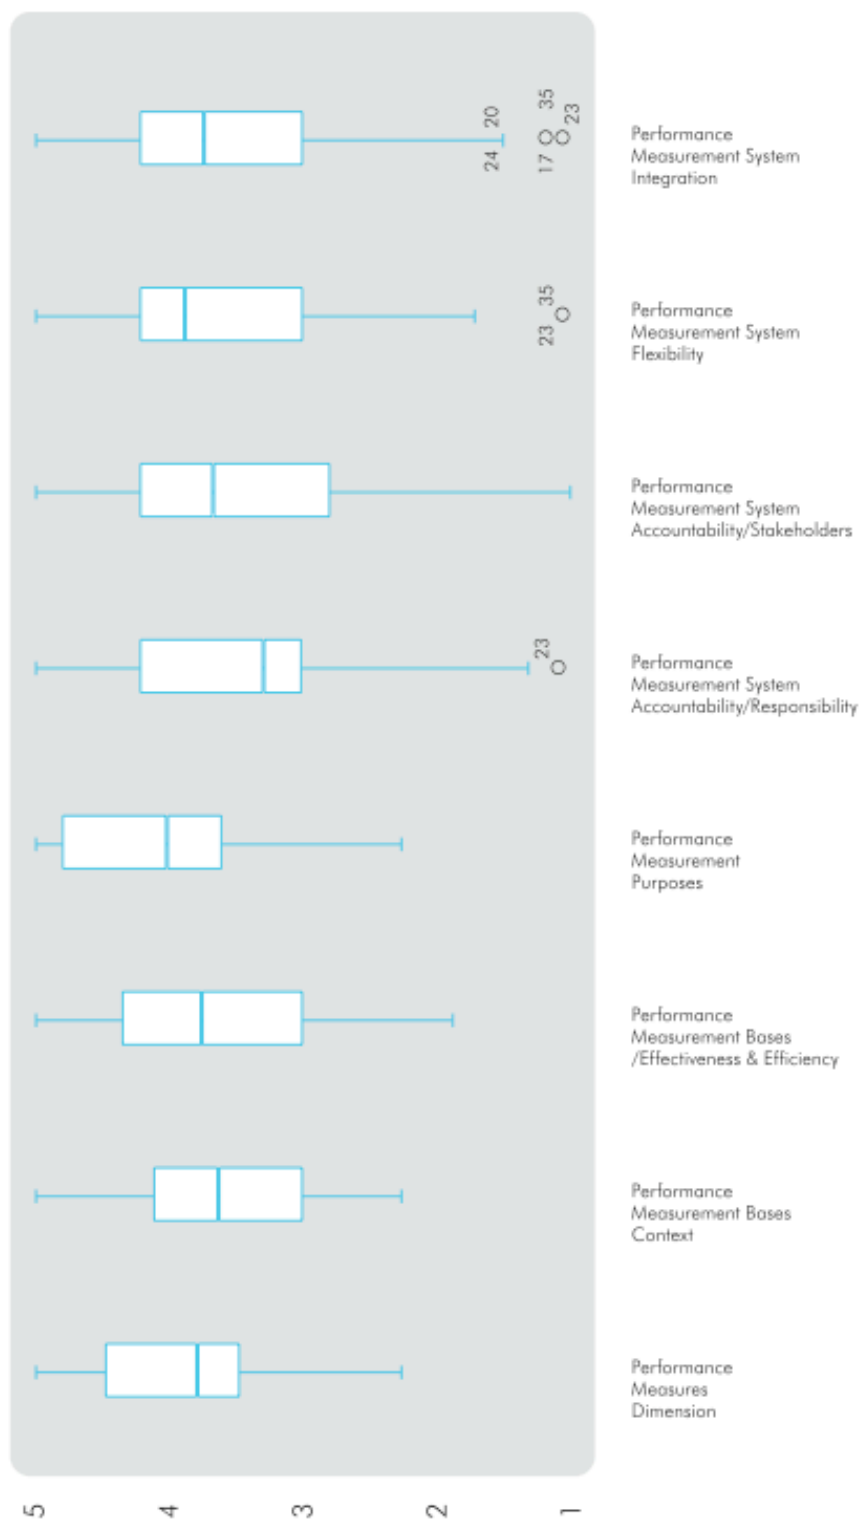 20
35
23
24
17
Performance
Measurement System
Integration
35
23
Performance
Measurement System
Flexibility
Performance
Measurement System
Accountability/Stakeholders
23
Performance
Measurement System
Accountability/Responsibility
Performance
Measurement
Purposes
Performance
Measurement Bases
/Effectiveness & Efficiency
Performance
Measurement Bases
Context
Performance
Measures
Dimension
5
4
3
2
1